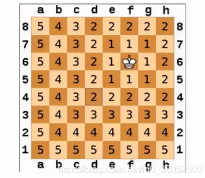 a b c d e f g h
8 5 4 3 2 2 2 2 2 8
7 5 4 3 2 1 1 1 2 7
6 5 4 3 2 1 1 2 6
5 5 4 3 2 1 1 1 2 5
4 5 4 3 2 2 2 2 2 4
3 5 4 3 3 3 3 3 3 3
2 5 4 4 4 4 4 4 4 2
1 5 5 5 5 5 5 5 5 1
a b c d e f g h